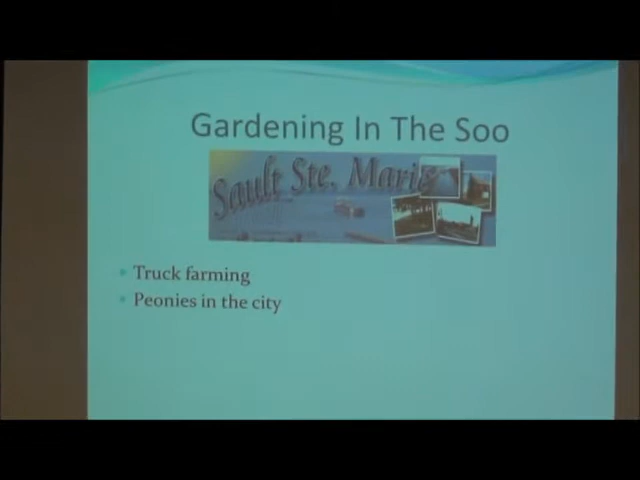 Gardening In The Soo
Sault Ste. Marie
Truck farming
Peonies in the city